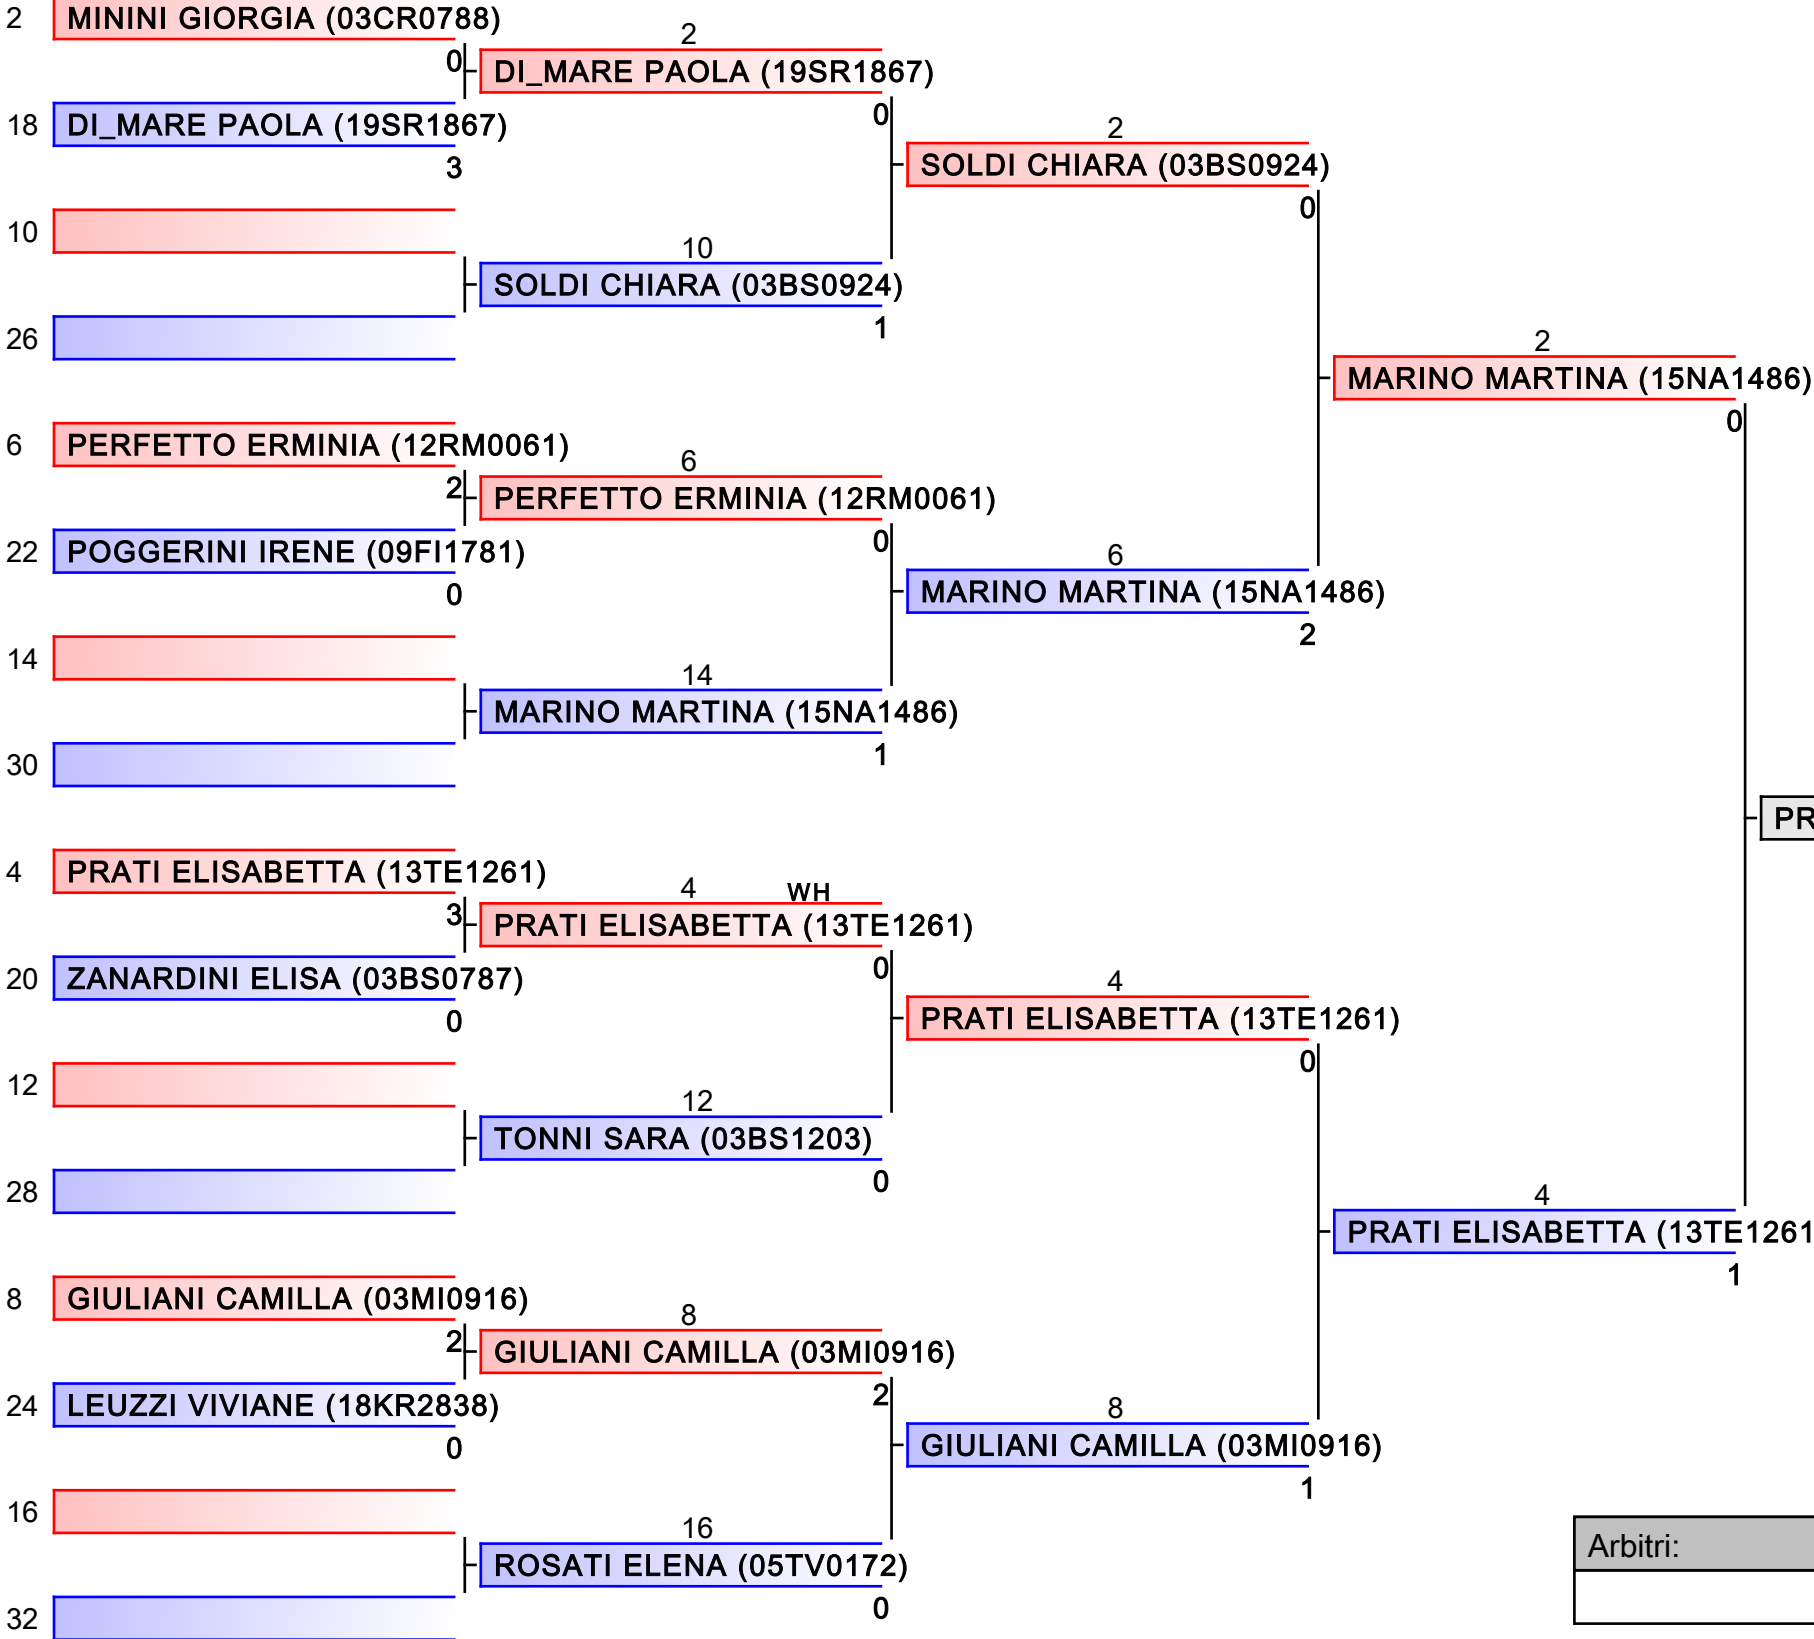 2 MININI GIORGIA (03CR0788)
2
0
DI_MARE PAOLA (19SR1867)
0
18 DI_MARE PAOLA (19SR1867)
3
2
SOLDI CHIARA (03BS0924)
0
10
10
SOLDI CHIARA (03BS0924)
1
26
2
MARINO MARTINA (15NA1486)
0
6 PERFETTO ERMINIA (12RM0061)
6
2
PERFETTO ERMINIA (12RM0061)
0
22 POGGERINI IRENE (09FI1781)
0
6
MARINO MARTINA (15NA1486)
2
14
14
MARINO MARTINA (15NA1486)
1
30
PR
4 PRATI ELISABETTA (13TE1261)
4 WH
3
PRATI ELISABETTA (13TE1261)
0
20 ZANARDINI ELISA (03BS0787)
0
4
PRATI ELISABETTA (13TE1261)
0
12
12
TONNI SARA (03BS1203)
0
28
4
PRATI ELISABETTA (13TE1261
1
8 GIULIANI CAMILLA (03MI0916)
8
2
GIULIANI CAMILLA (03MI0916)
2
24 LEUZZI VIVIANE (18KR2838)
0
8
GIULIANI CAMILLA (03MI0916)
1
16
16
ROSATI ELENA (05TV0172)
0
32
Arbitri: